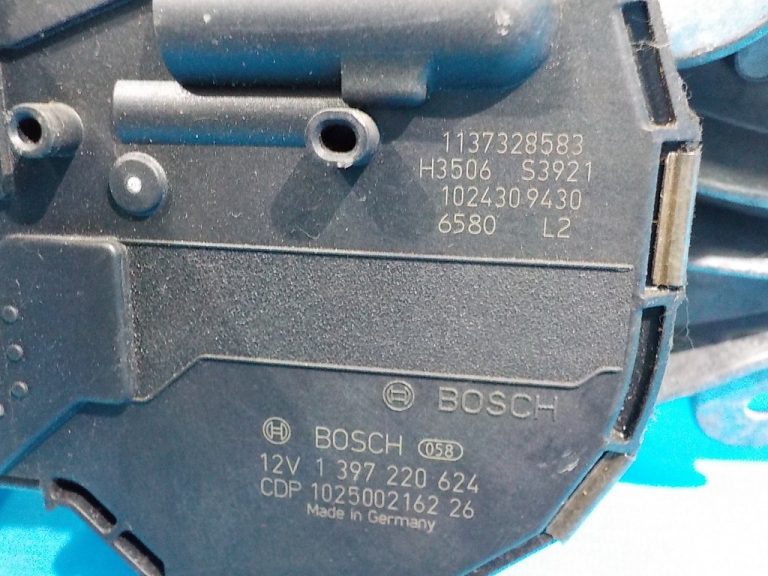 1137328583
H3506 S3921
1024309430
6580 L2
BOSCH
BOSCH 058
12V 1 397 220 624
CDP 1025002162 26
Made in Germany